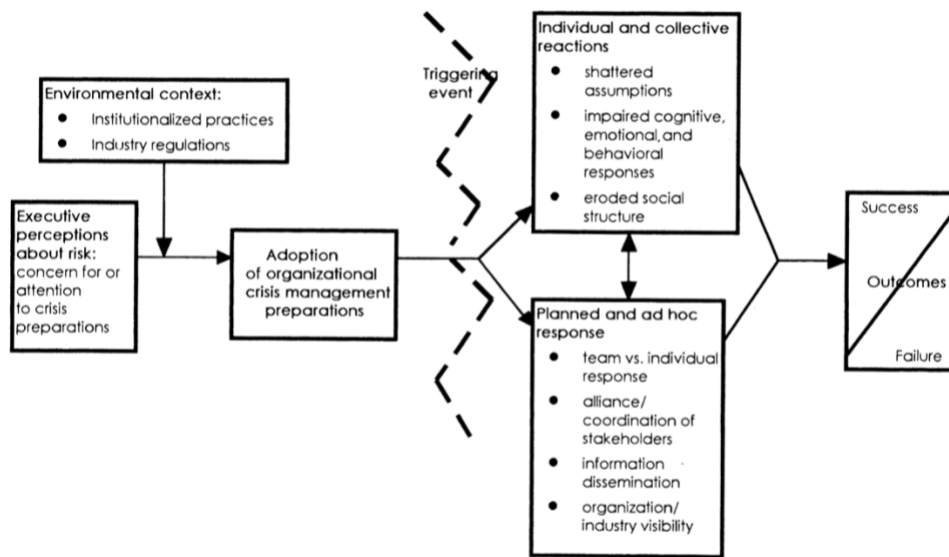 Environmental context:
● Institutionalized practices
● Industry regulations
Executive
perceptions
about risk:
concern for or
attention
to crisis
preparations
Adoption
of organizational
crisis management
preparations
Triggering
event
Individual and collective
reactions
● shattered
assumptions
● impaired cognitive,
emotional, and
behavioral
responses
● eroded social
structure
Planned and ad hoc
response
● team vs. individual
response
● alliance/
coordination of
stakeholders
● information
dissemination
● organization/
industry visibility
Success
Outcomes
Failure